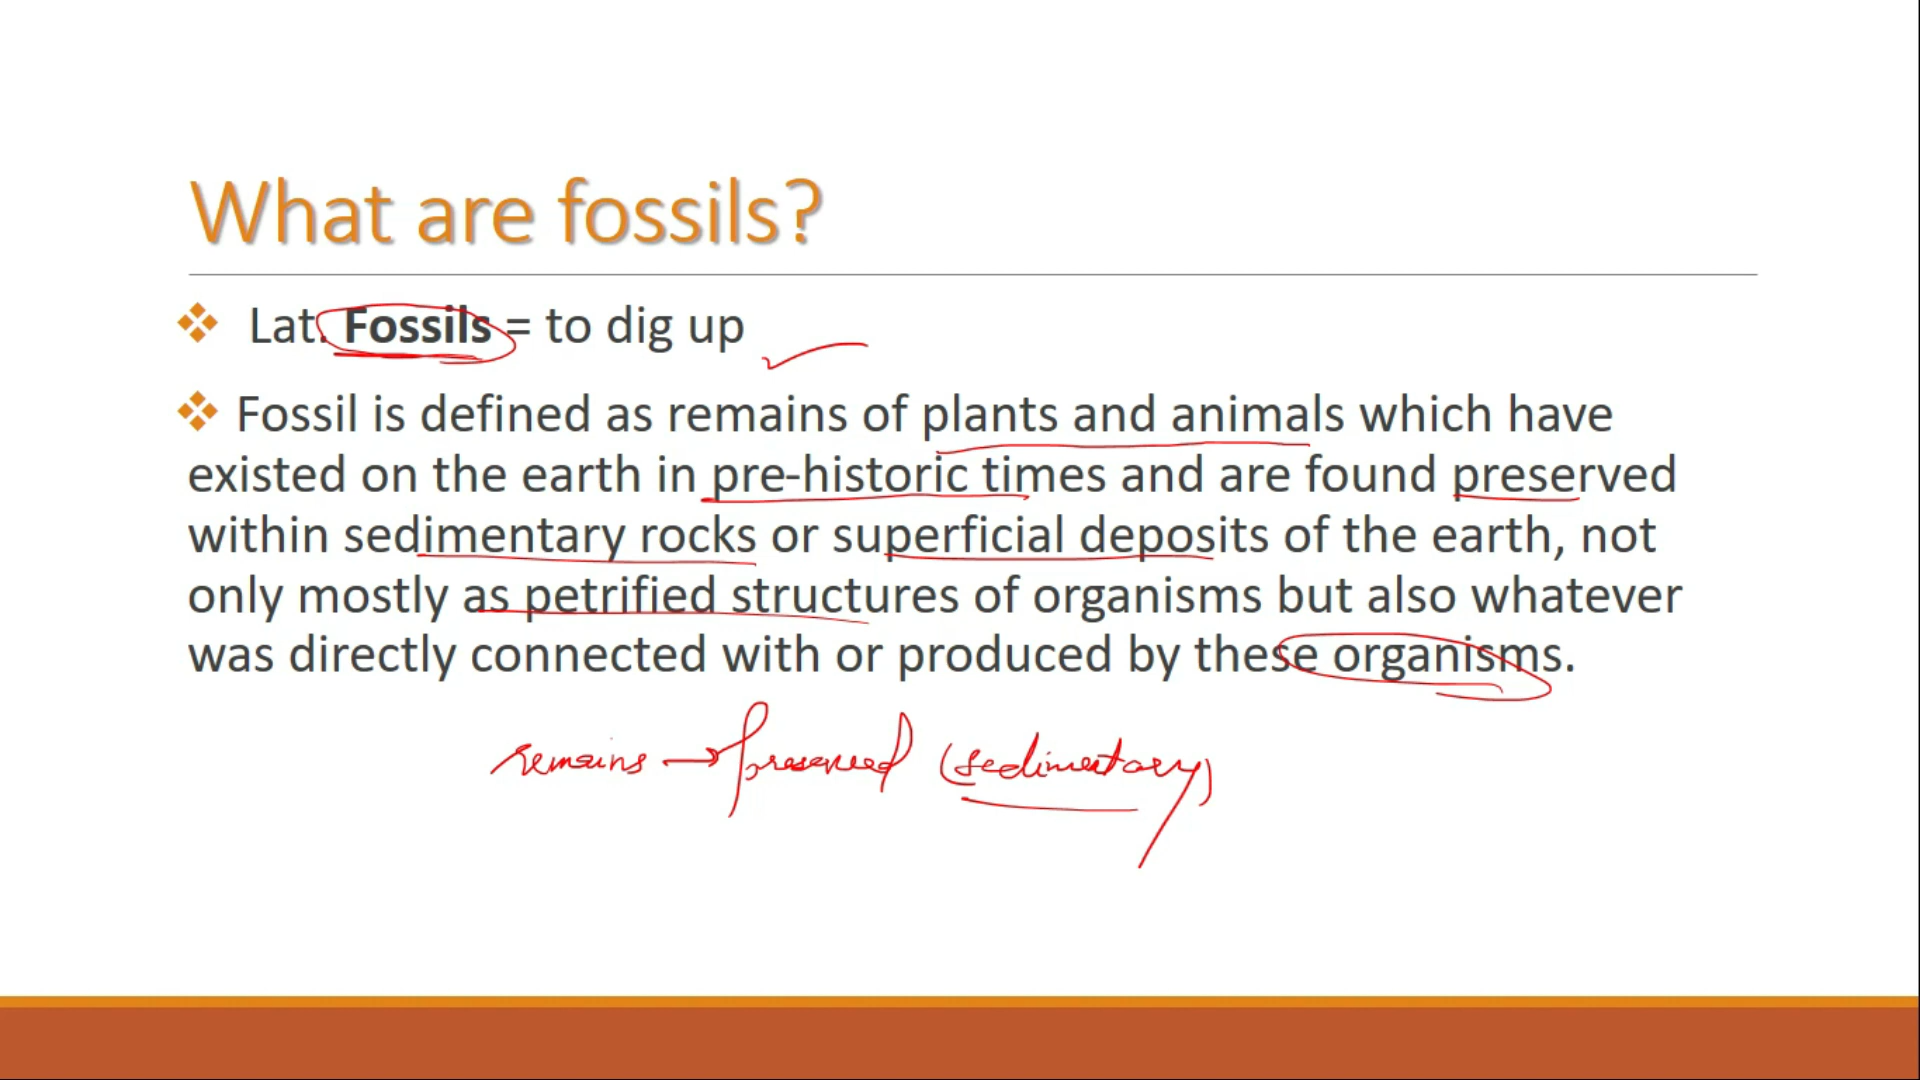 What are fossils?
Lat. Fossils = to dig up
Fossil is defined as remains of plants and animals which have
existed on the earth in pre-historic times and are found preserved
within sedimentary rocks or superficial deposits of the earth, not
only mostly as petrified structures of organisms but also whatever
was directly connected with or produced by these organisms.
remains → preserved (sedimentary)